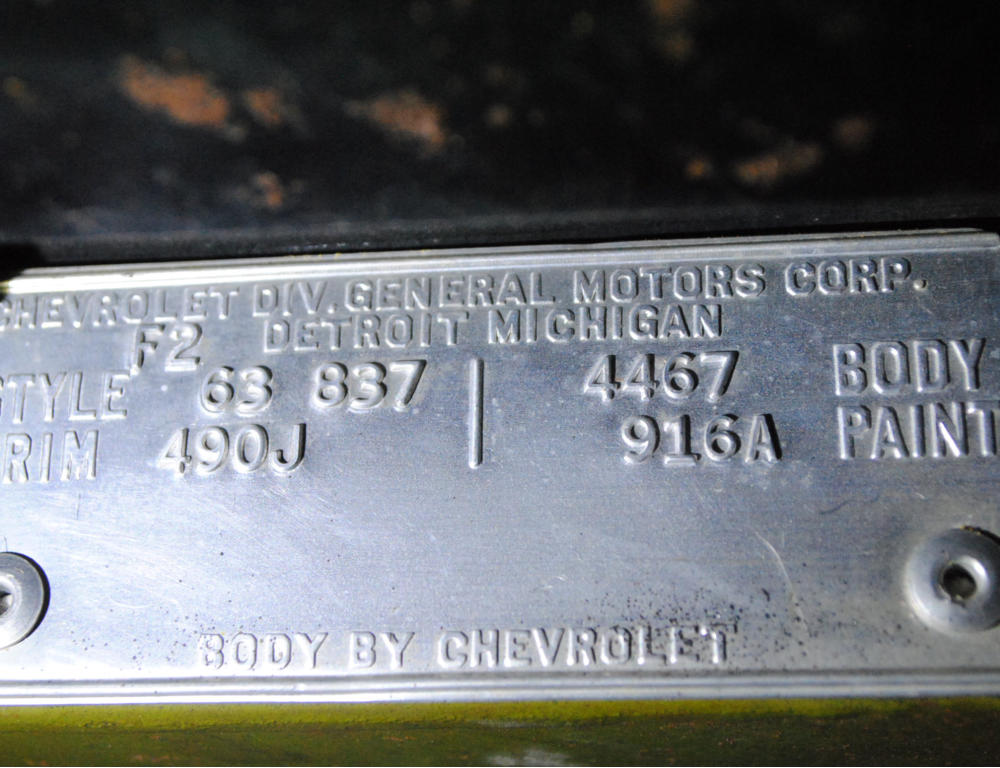 CHEVROLET DIV. GENERAL MOTORS CORP.
DETROIT MICHIGAN
F2
STYLE 63 837 4467 BODY
RIM 490J 916A PAINT
BODY BY CHEVROLET